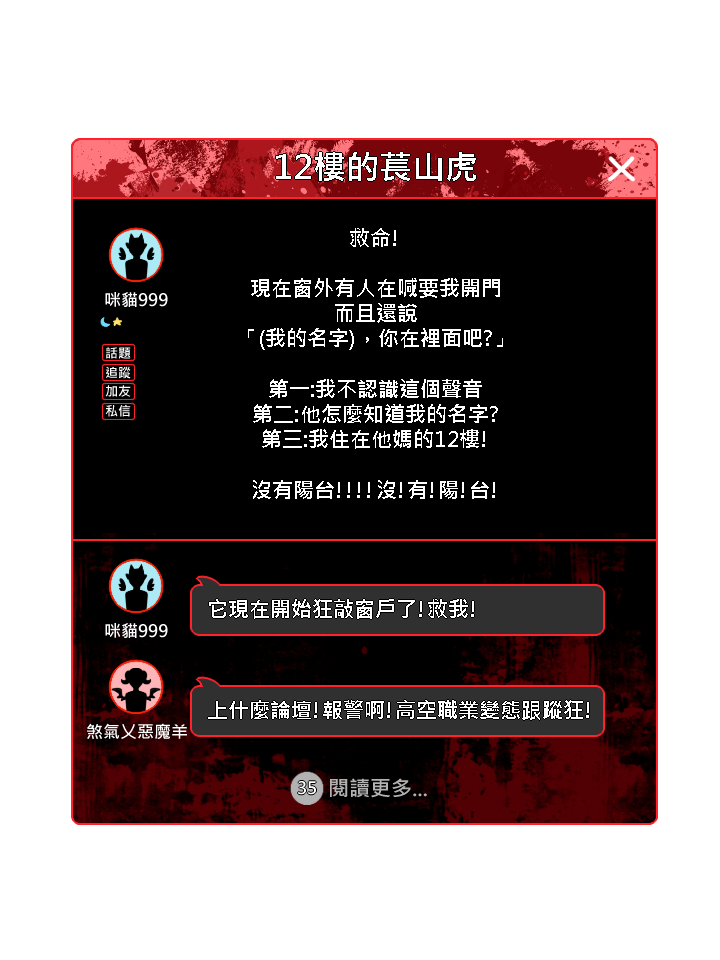 12樓的萇山虎
咪貓999
話題
追蹤
加友
私信
救命!
現在窗外有人在喊要我開門
而且還說
「(我的名字)，你在裡面吧?」
第一:我不認識這個聲音
第二:他怎麼知道我的名字?
第三:我住在他媽的12樓!
沒有陽台!!!!沒!有!陽!台!
咪貓999
它現在開始狂敲窗戶了!救我!
煞氣乂惡魔羊
上什麼論壇!報警啊!高空職業變態跟蹤狂!
35 閱讀更多...